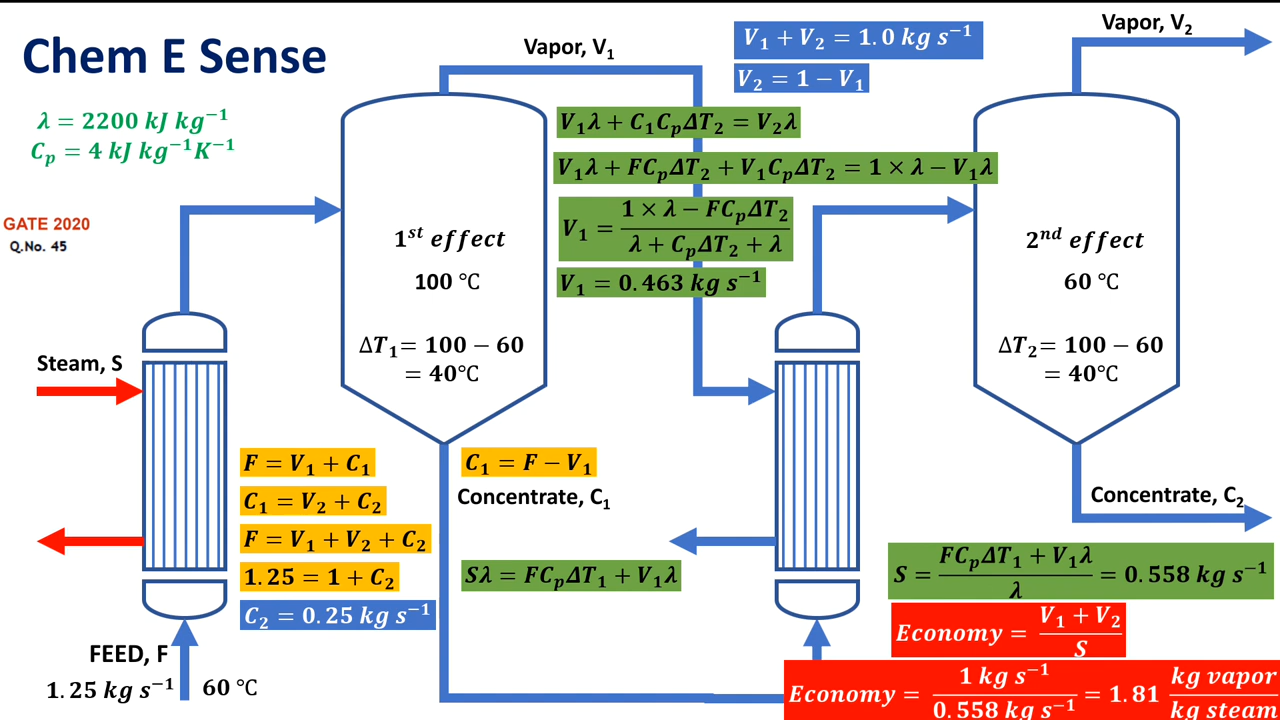 Chem E Sense
λ = 2200 kJ kg⁻¹
Cₚ = 4 kJ kg⁻¹K⁻¹
GATE 2020
Q.No. 45
Steam, S
FEED, F
1.25 kg s⁻¹
60 °C
Vapor, V₁
1ˢᵗ effect
100 °C
ΔT₁= 100 − 60
= 40°C
F = V₁ + C₁
C₁ = V₂ + C₂
F = V₁ + V₂ + C₂
1.25 = 1 + C₂
C₂ = 0.25 kg s⁻¹
C₁ = F − V₁
Concentrate, C₁
Sλ = FCₚΔT₁ + V₁λ
V₁ + V₂ = 1.0 kg s⁻¹
V₂ = 1 − V₁
V₁λ + C₁CₚΔT₂ = V₂λ
V₁λ + FCₚΔT₂ + V₁CₚΔT₂ = 1 × λ − V₁λ
V₁ = (1 × λ − FCₚΔT₂)/(λ + CₚΔT₂ + λ)
V₁ = 0.463 kg s⁻¹
Vapor, V₂
2ⁿᵈ effect
60 °C
ΔT₂= 100 − 60
= 40°C
Concentrate, C₂
S = (FCₚΔT₁ + V₁λ)/λ = 0.558 kg s⁻¹
Economy = (V₁ + V₂)/S
Economy = (1 kg s⁻¹)/(0.558 kg s⁻¹) = 1.81 (kg vapor)/(kg steam)